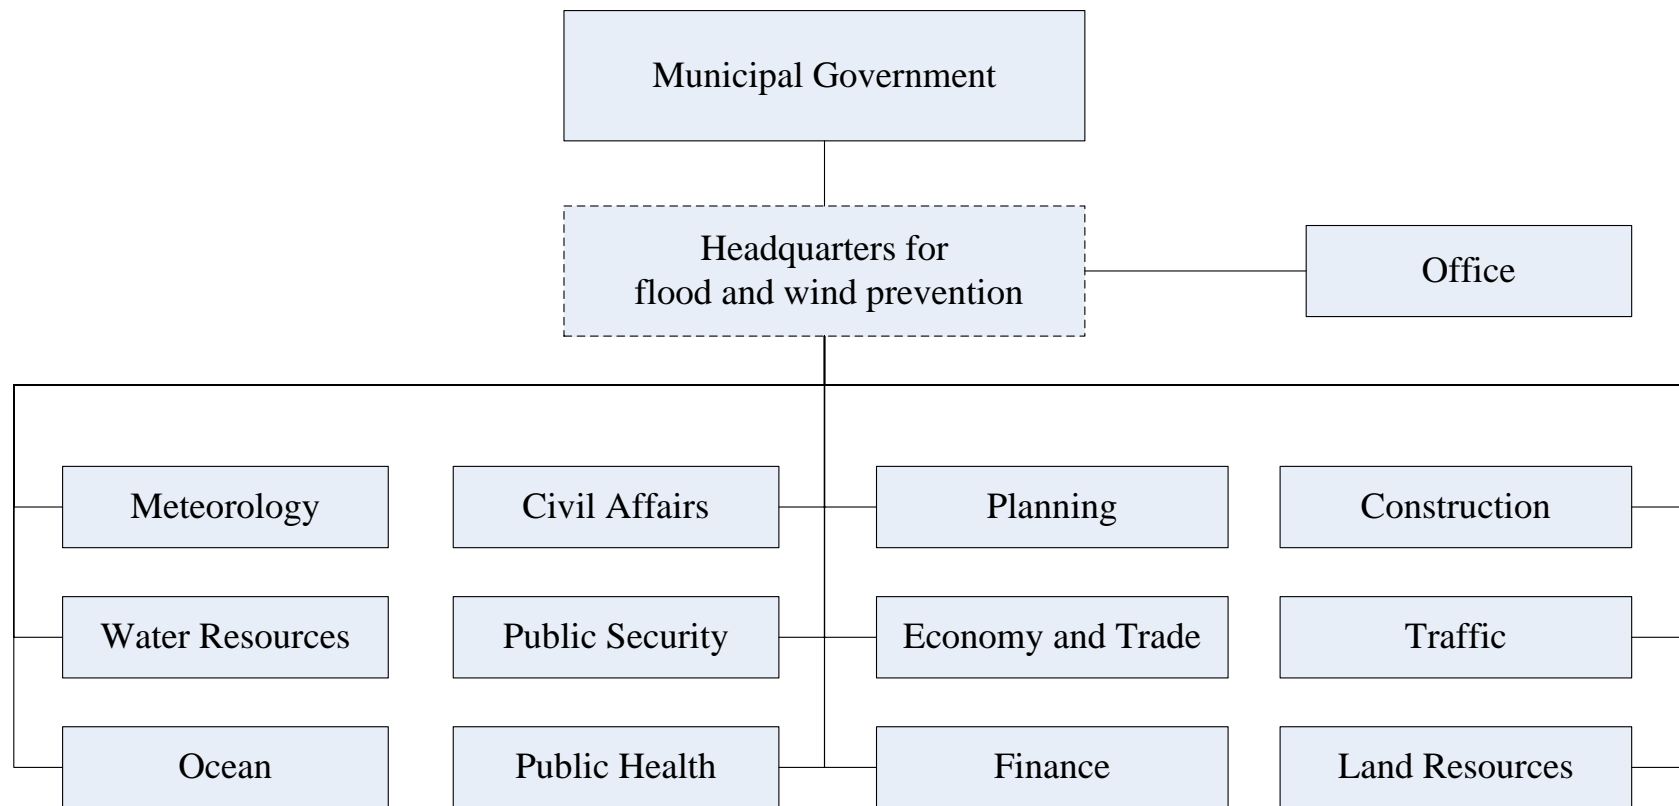 Municipal Government
Headquarters for
flood and wind prevention
Office
Meteorology
Civil Affairs
Planning
Construction
Water Resources
Public Security
Economy and Trade
Traffic
Ocean
Public Health
Finance
Land Resources